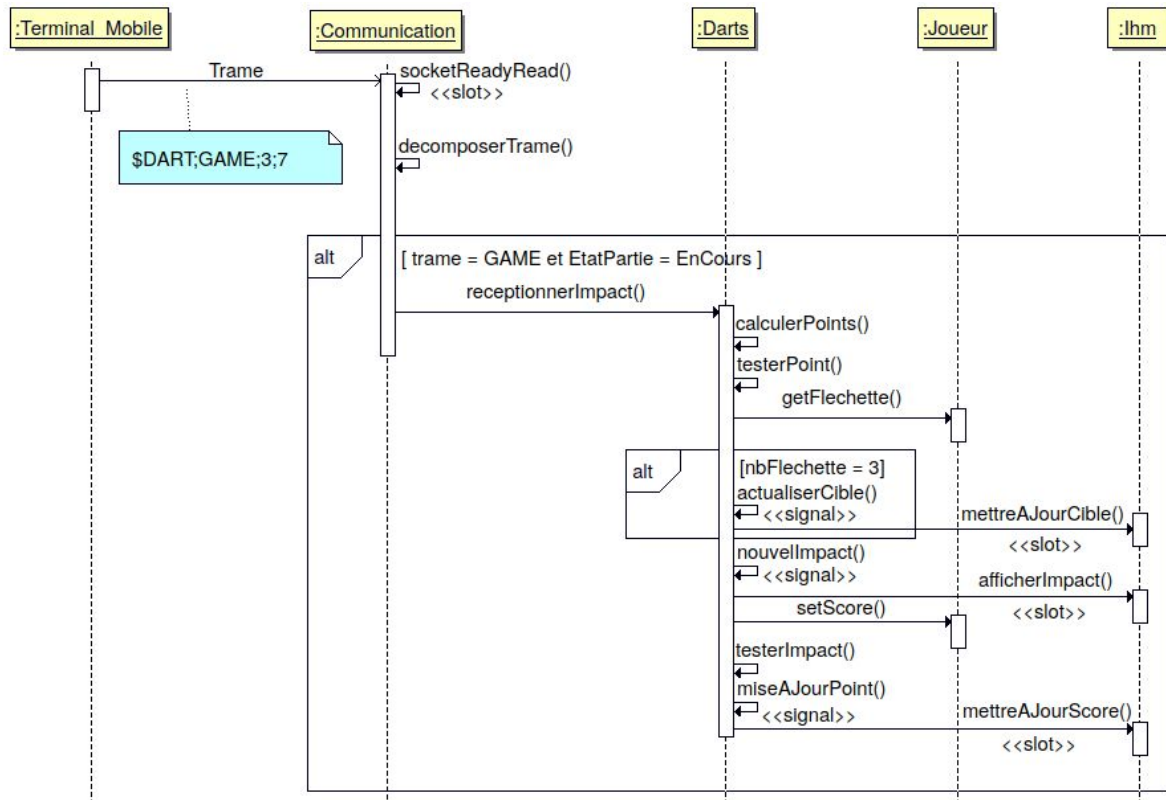 :Terminal_Mobile
:Communication
:Darts
:Joueur
:Ihm
Trame
socketReadyRead()
<<slot>>
$DART;GAME;3;7
decomposerTrame()
alt
[ trame = GAME et EtatPartie = EnCours ]
receptionnerImpact()
calculerPoints()
testerPoint()
getFlechette()
alt
[nbFlechette = 3]
actualiserCible()
<<signal>>
mettreAJourCible()
<<slot>>
nouvelImpact()
<<signal>>
afficherImpact()
<<slot>>
setScore()
testerImpact()
miseAJourPoint()
<<signal>>
mettreAJourScore()
<<slot>>